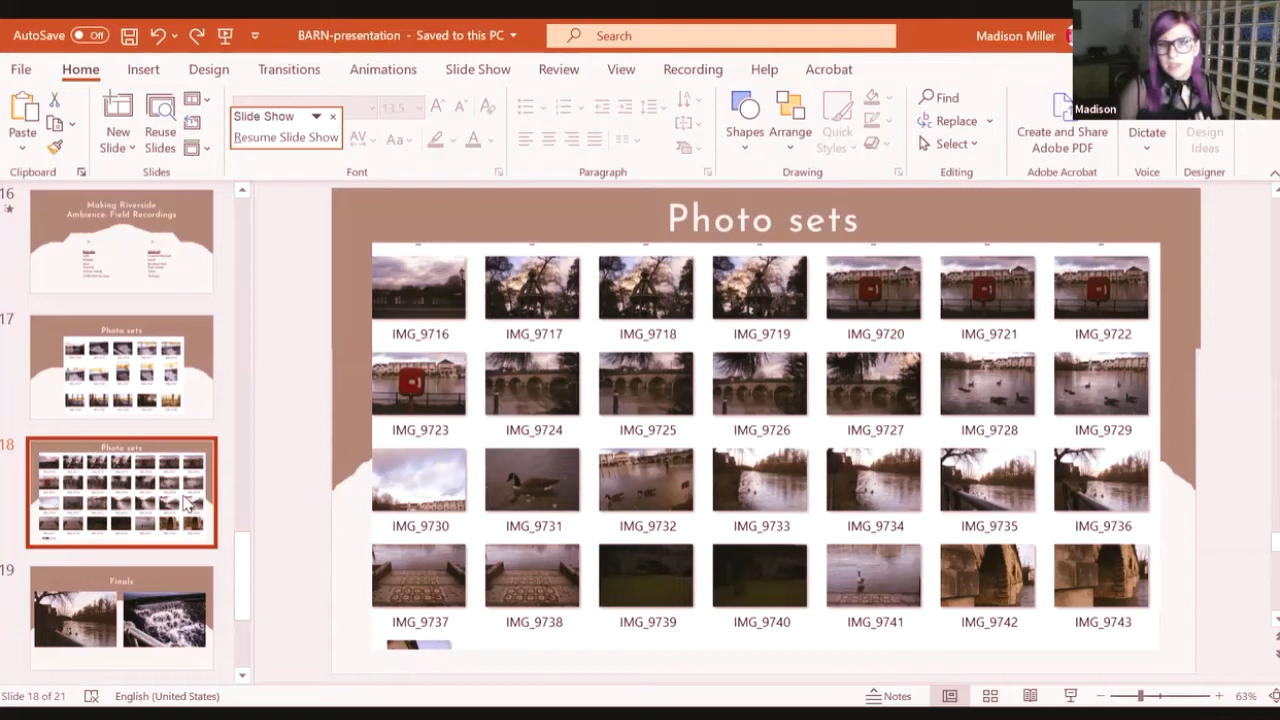 AutoSave Off BARN-presentation - Saved to this PC Search Madison Miller
File Home Insert Design Transitions Animations Slide Show Review View Recording Help Acrobat
Madison
Paste
New
Slide
Reuse
Slides
Slide Show
Resume Slide Show
Aa
Shapes
Arrange
Quick
Styles
Find
Replace
Select
Create and Share
Adobe PDF
Dictate
Design
Ideas
Clipboard Slides Font Paragraph Drawing Editing Adobe Acrobat Voice Designer
16
Making Riverside
Ambience: Field Recordings
17
Photo sets
18
Photo sets
19
Finals
Photo sets
IMG_9716 IMG_9717 IMG_9718 IMG_9719 IMG_9720 IMG_9721 IMG_9722
IMG_9723 IMG_9724 IMG_9725 IMG_9726 IMG_9727 IMG_9728 IMG_9729
IMG_9730 IMG_9731 IMG_9732 IMG_9733 IMG_9734 IMG_9735 IMG_9736
IMG_9737 IMG_9738 IMG_9739 IMG_9740 IMG_9741 IMG_9742 IMG_9743
Slide 18 of 21 English (United States) Notes 63%